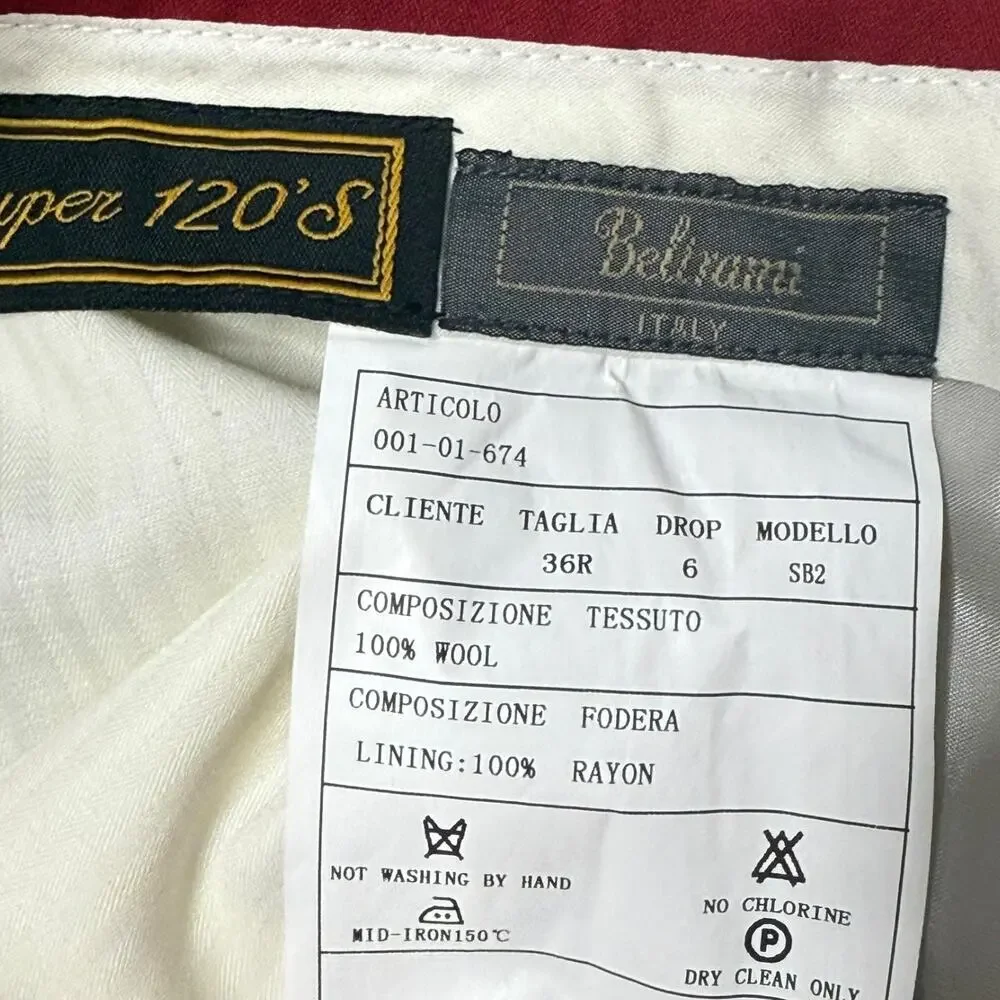 uper 120'S
Beltrami
ITALY
ARTICOLO
001-01-674
CLIENTE TAGLIA DROP MODELLO
36R 6 SB2
COMPOSIZIONE TESSUTO
100% WOOL
COMPOSIZIONE FODERA
LINING:100% RAYON
NOT WASHING BY HAND
NO CHLORINE
MID-IRON150℃
P
DRY CLEAN ONLY